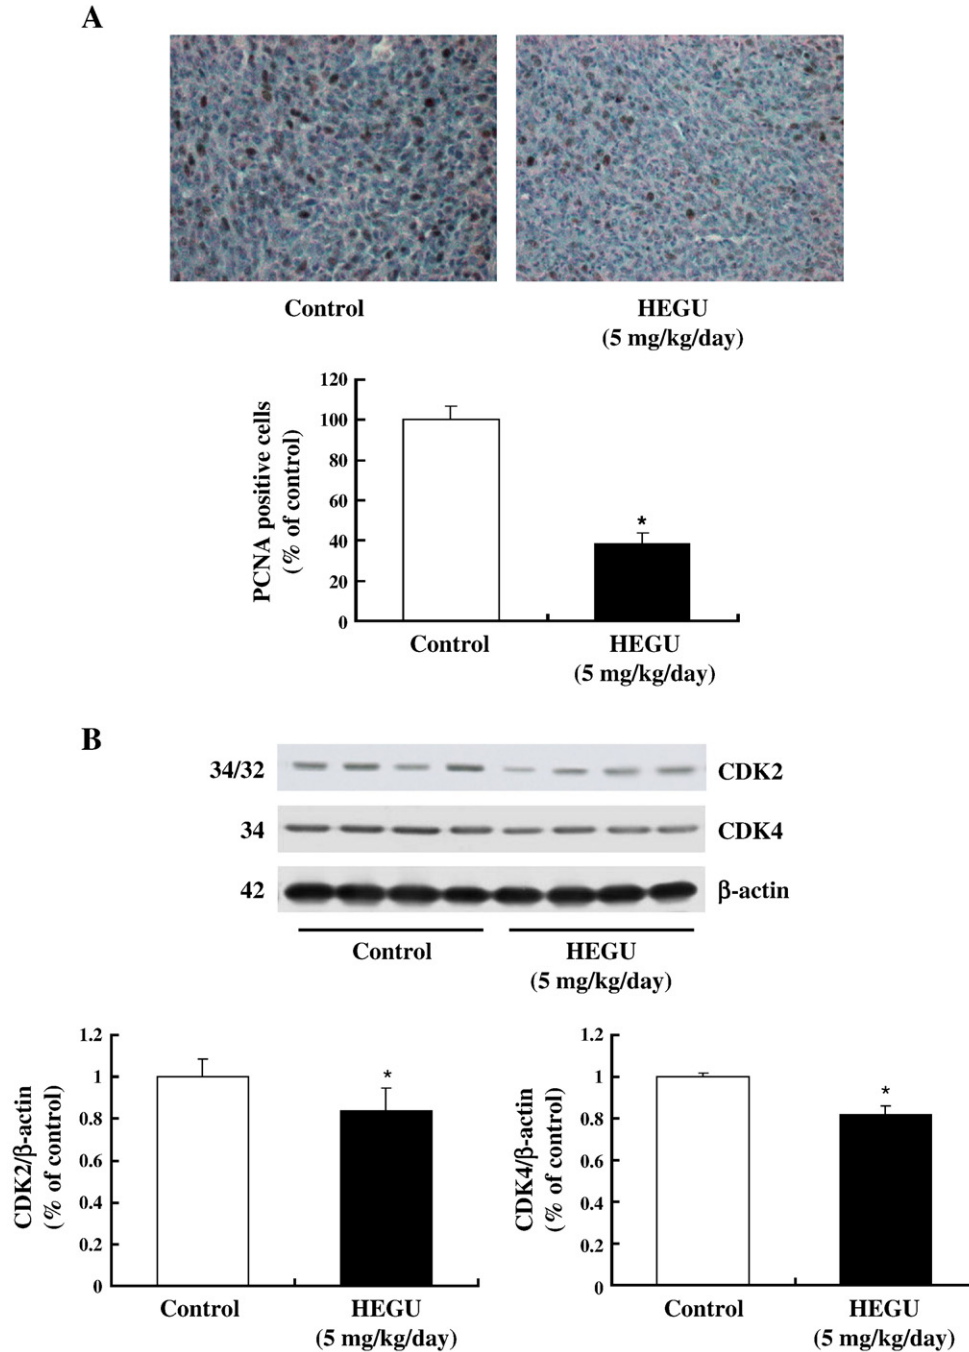 A
Control
HEGU
(5 mg/kg/day)
PCNA positive cells
(% of control)
120
100
80
60
40
20
0
*
Control
HEGU
(5 mg/kg/day)
B
34/32
CDK2
34
CDK4
42
β-actin
Control
HEGU
(5 mg/kg/day)
CDK2/β-actin
(% of control)
1.2
1
0.8
0.6
0.4
0.2
0
*
Control
HEGU
(5 mg/kg/day)
CDK4/β-actin
(% of control)
1.2
1
0.8
0.6
0.4
0.2
0
*
Control
HEGU
(5 mg/kg/day)